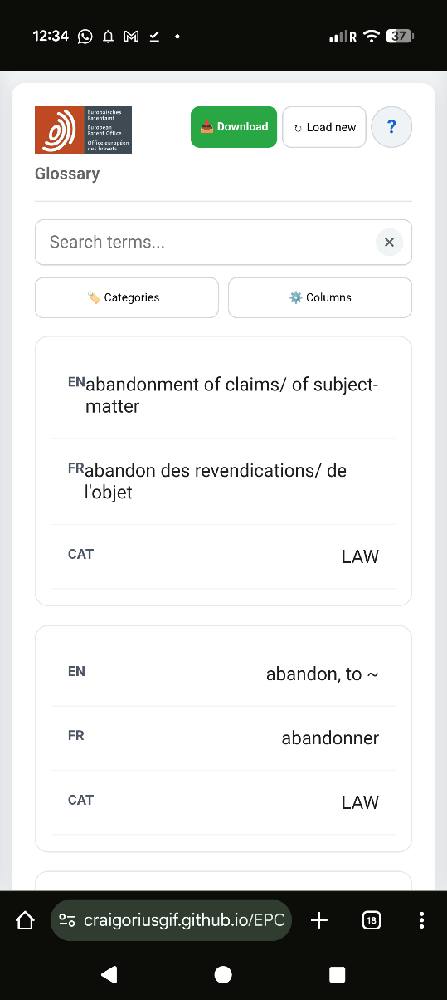 12:34
R
37
Europäisches
Patentamt
European
Patent Office
Office européen
des brevets
Download
↻ Load new
?
Glossary
Search terms...
✕
Categories
Columns
EN abandonment of claims/ of subject-
matter
FR abandon des revendications/ de
l'objet
CAT LAW
EN abandon, to ~
FR abandonner
CAT LAW
craigoriusgif.github.io/EPC
18